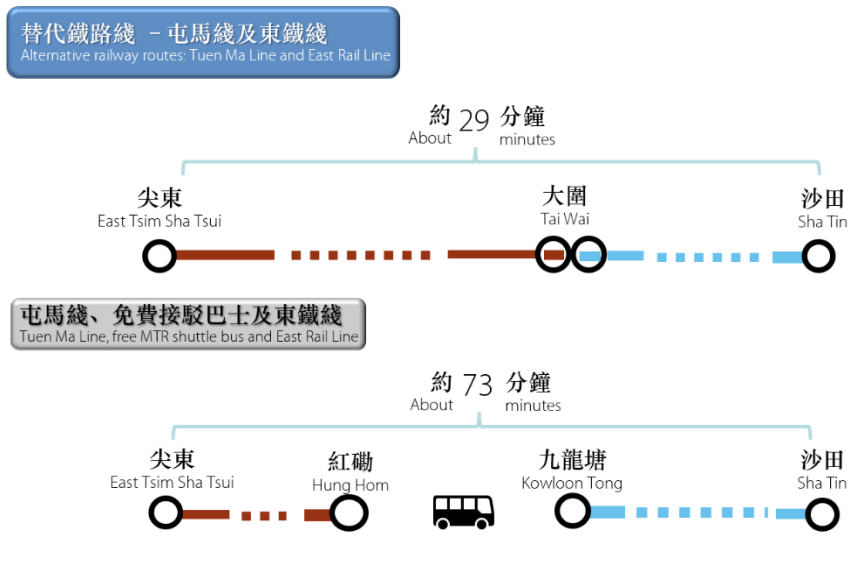 替代鐵路綫 – 屯馬綫及東鐵綫
Alternative railway routes: Tuen Ma Line and East Rail Line
約 29 分鐘
About minutes
尖東
East Tsim Sha Tsui
大圍
Tai Wai
沙田
Sha Tin
屯馬綫、免費接駁巴士及東鐵綫
Tuen Ma Line, free MTR shuttle bus and East Rail Line
約 73 分鐘
About minutes
尖東
East Tsim Sha Tsui
紅磡
Hung Hom
九龍塘
Kowloon Tong
沙田
Sha Tin